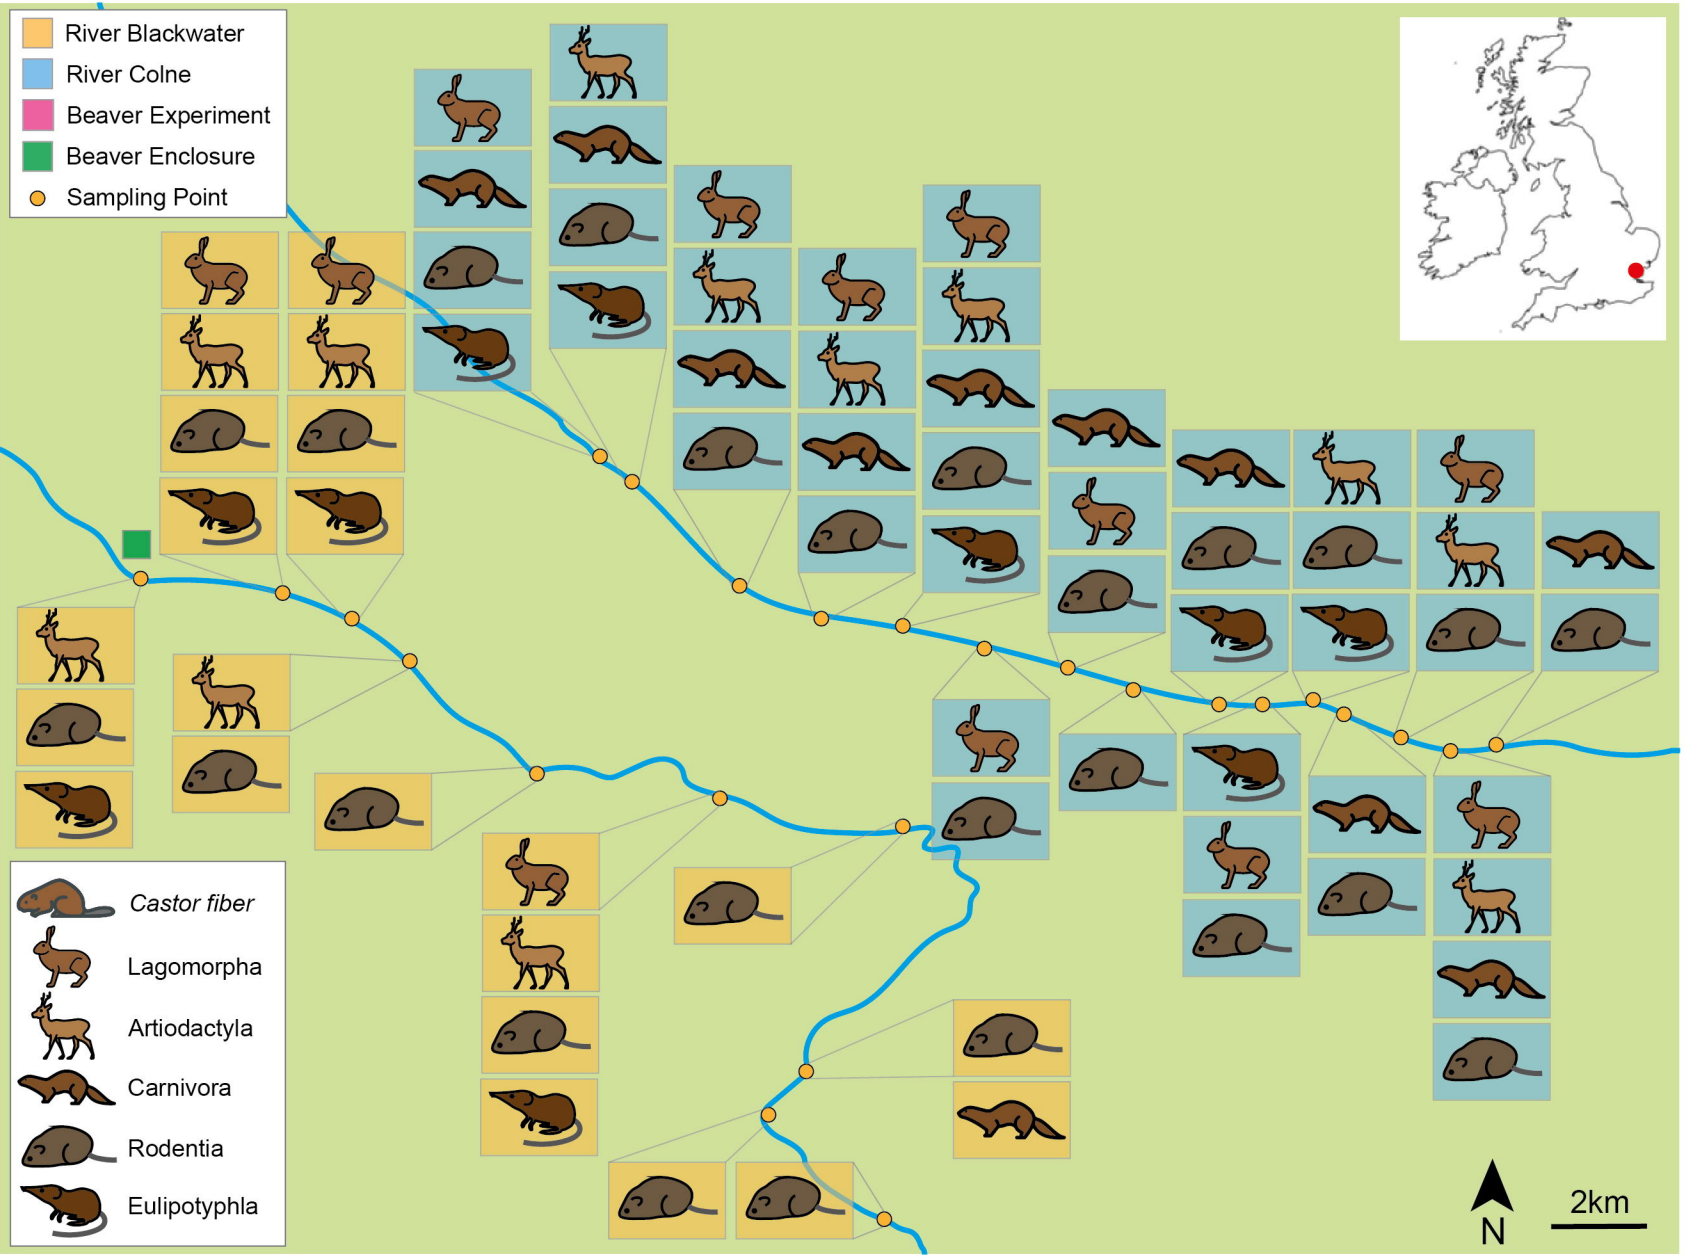 River Blackwater
River Colne
Beaver Experiment
Beaver Enclosure
Sampling Point
Castor fiber
Lagomorpha
Artiodactyla
Carnivora
Rodentia
Eulipotyphla
N
2km